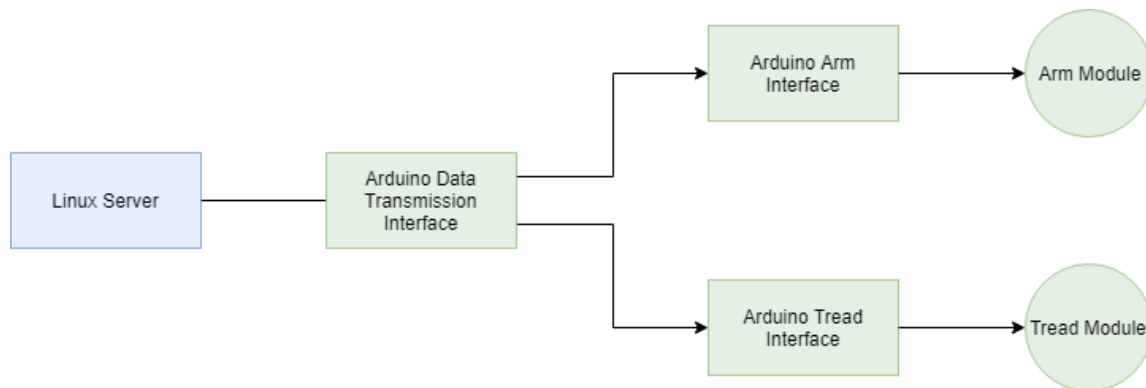 Linux Server
Arduino Data
Transmission
Interface
Arduino Arm
Interface
Arm Module
Arduino Tread
Interface
Tread Module